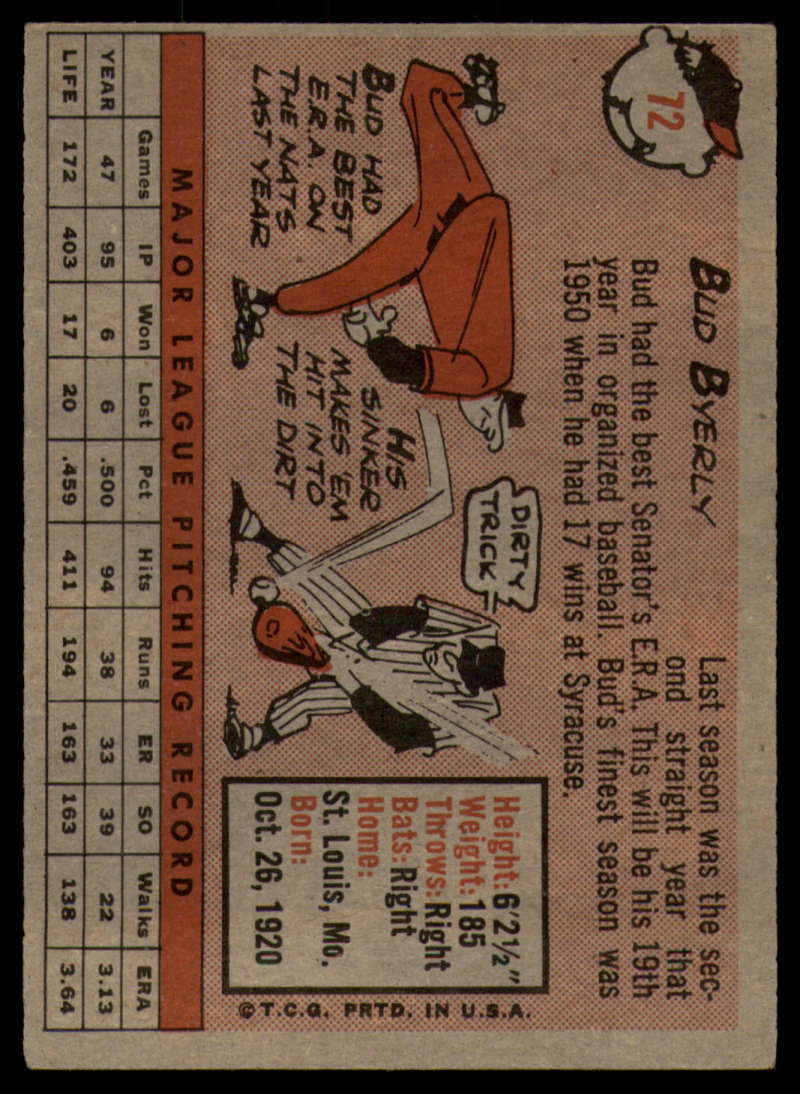 72
BUD BYERLY
Last season was the sec-
ond straight year that
Bud had the best Senator's E.R.A. This will be his 19th
year in organized baseball. Bud's finest season was
1950 when he had 17 wins at Syracuse.
BUD HAD
THE BEST
E.R.A. ON
THE NATS
LAST YEAR
HIS
SINKER
MAKES 'EM
HIT INTO
THE DIRT
DIRTY
TRICK
Height: 6'2½"
Weight: 185
Throws: Right
Bats: Right
Home:
St. Louis, Mo.
Born:
Oct. 26, 1920
© T.C.G. PRTD. IN U.S.A.
MAJOR LEAGUE PITCHING RECORD
Games IP Won Lost Pct Hits Runs ER SO Walks ERA
YEAR 47 95 6 6 .500 94 38 33 39 22 3.13
LIFE 172 403 17 20 .459 411 194 163 163 138 3.64